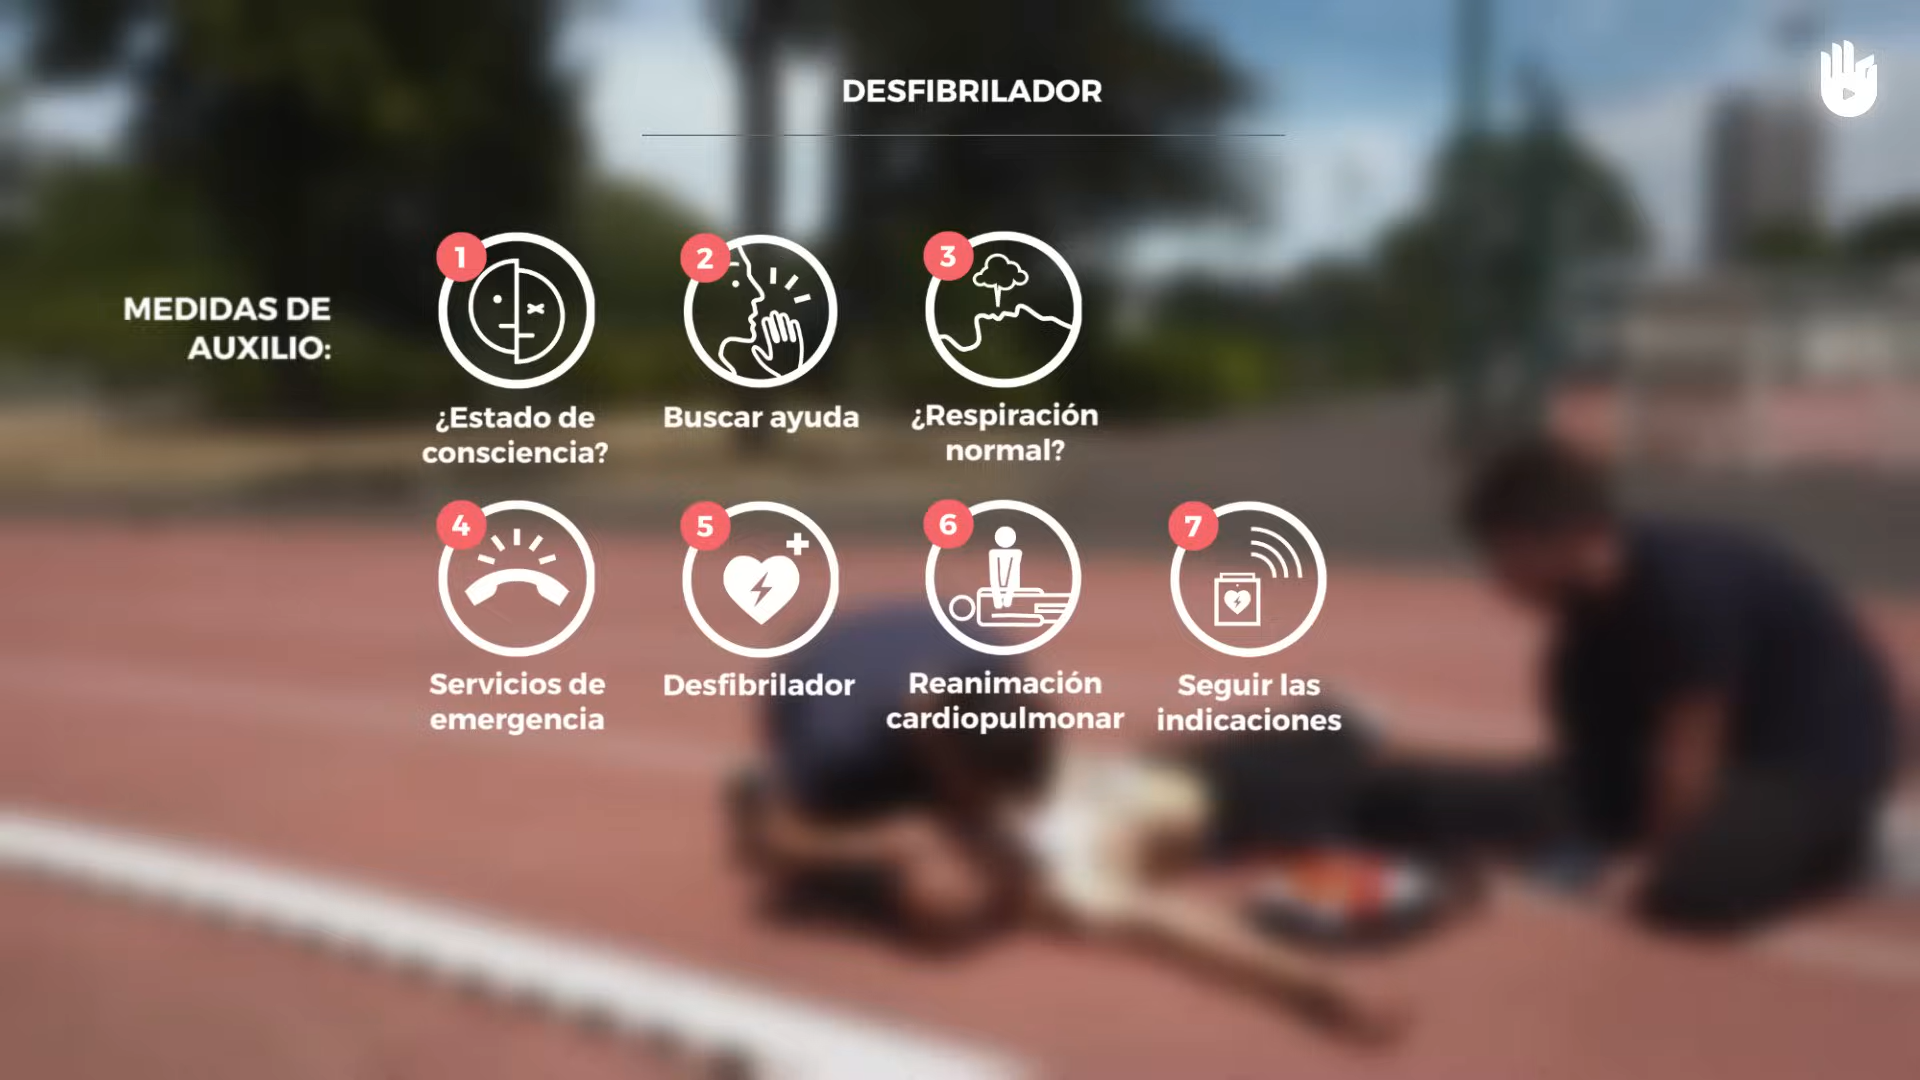 DESFIBRILADOR
MEDIDAS DE
AUXILIO:
1
¿Estado de
consciencia?
2
Buscar ayuda
3
¿Respiración
normal?
4
Servicios de
emergencia
5
Desfibrilador
6
Reanimación
cardiopulmonar
7
Seguir las
indicaciones